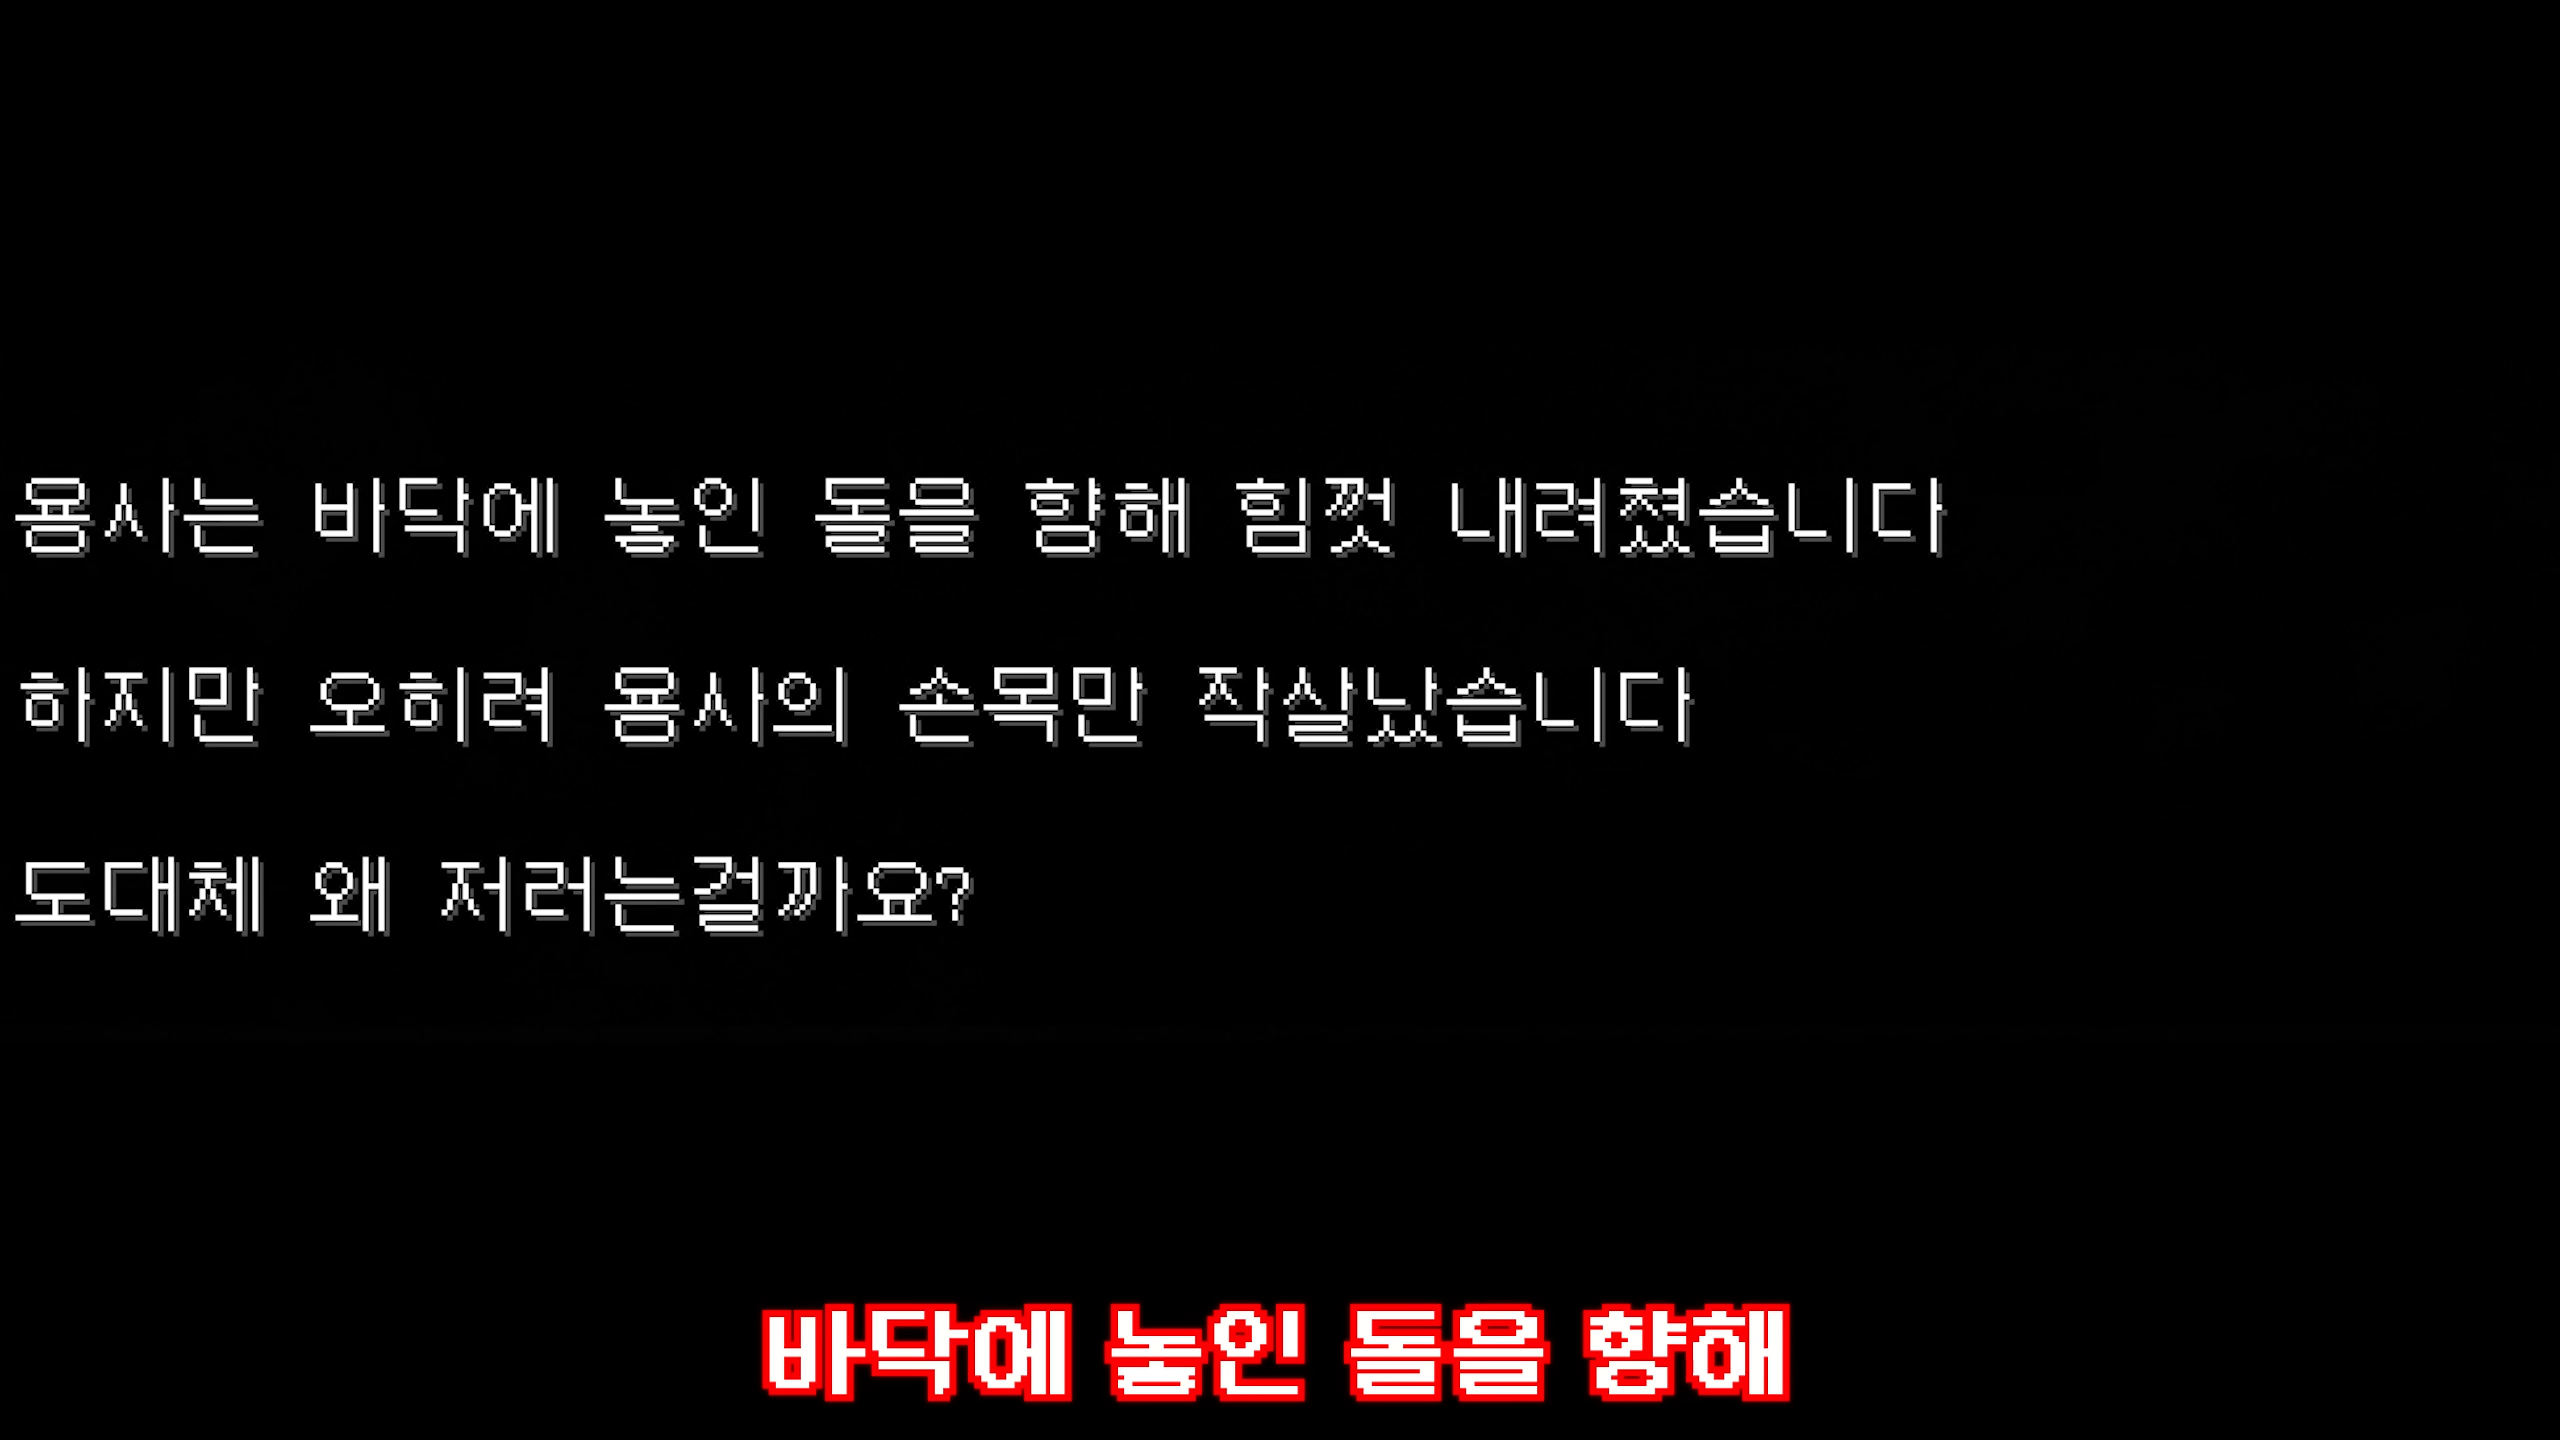 용사는 바닥에 놓인 돌을 향해 힘껏 내려쳤습니다
하지만 오히려 용사의 손목만 작살났습니다
도대체 왜 저러는걸까요?
바닥에 놓인 돌을 향해